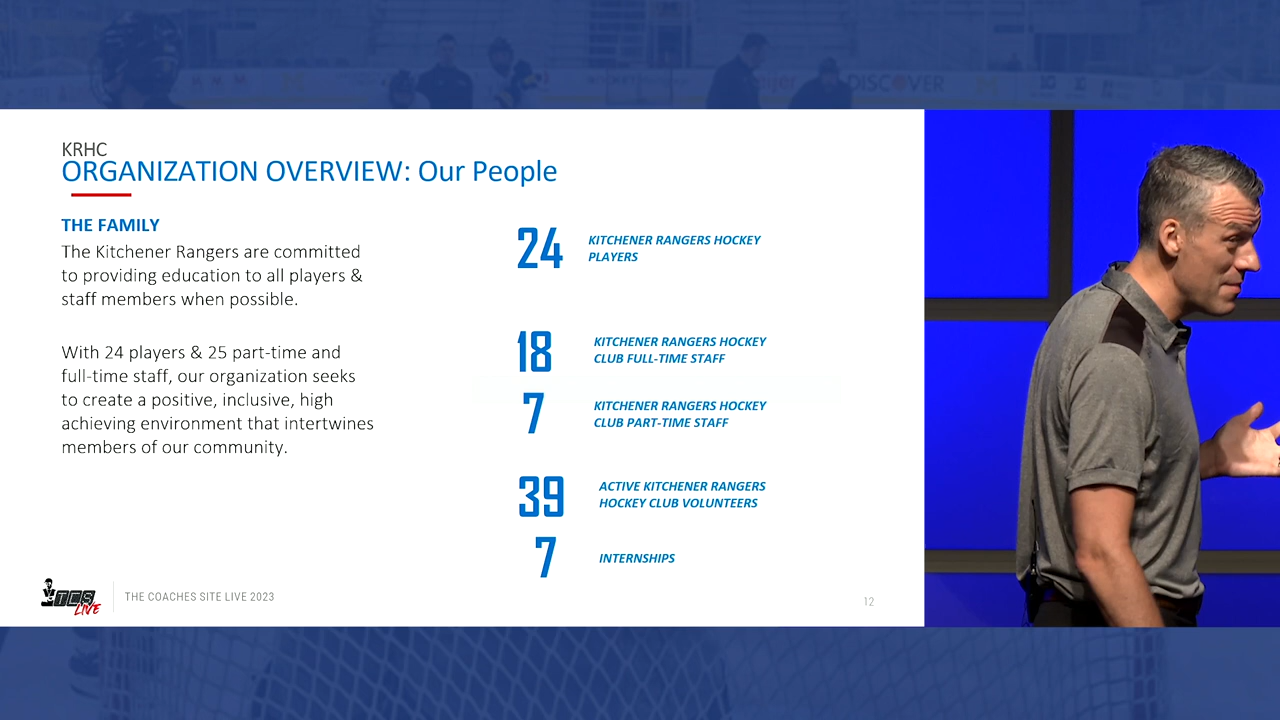 DISCOVER
KRHC
ORGANIZATION OVERVIEW: Our People
THE FAMILY
The Kitchener Rangers are committed
to providing education to all players &
staff members when possible.
With 24 players & 25 part-time and
full-time staff, our organization seeks
to create a positive, inclusive, high
achieving environment that intertwines
members of our community.
24
KITCHENER RANGERS HOCKEY
PLAYERS
18
KITCHENER RANGERS HOCKEY
CLUB FULL-TIME STAFF
7
KITCHENER RANGERS HOCKEY
CLUB PART-TIME STAFF
39
ACTIVE KITCHENER RANGERS
HOCKEY CLUB VOLUNTEERS
7
INTERNSHIPS
TCS
LIVE
THE COACHES SITE LIVE 2023
12